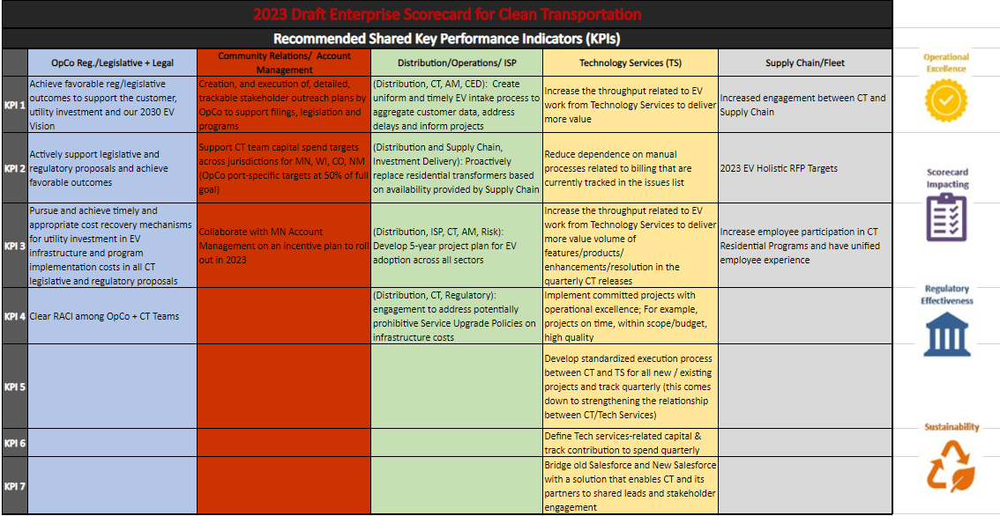 2023 Draft Enterprise Scorecard for Clean Transportation
Recommended Shared Key Performance Indicators (KPIs)
OpCo Reg./Legislative + Legal
Community Relations/ Account
Management
Distribution/Operations/ ISP
Technology Services (TS)
Supply Chain/Fleet
KPI 1
Achieve favorable reg/legislative
outcomes to support the customer,
utility investment and our 2030 EV
Vision
Creation, and execution of, detailed,
trackable stakeholder outreach plans by
OpCo to support filings, legislation and
programs
(Distribution, CT, AM, CED): Create
uniform and timely EV intake process to
aggregate customer data, address
delays and inform projects
Increase the throughput related to EV
work from Technology Services to deliver
more value
Increased engagement between CT and
Supply Chain
KPI 2
Actively support legislative and
regulatory proposals and achieve
favorable outcomes
Support CT team capital spend targets
across jurisdictions for MN, WI, CO, NM
(OpCo port-specific targets at 50% of full
goal)
(Distribution and Supply Chain,
Investment Delivery): Proactively
replace residential transformers based
on availability provided by Supply Chain
Reduce dependence on manual
processes related to billing that are
currently tracked in the issues list
2023 EV Holistic RFP Targets
KPI 3
Pursue and achieve timely and
appropriate cost recovery mechanisms
for utility investment in EV
infrastructure and program
implementation costs in all CT
legislative and regulatory proposals
Collaborate with MN Account
Management on an incentive plan to roll
out in 2023
(Distribution, ISP, CT, AM, Risk):
Develop 5-year project plan for EV
adoption across all sectors
Increase the throughput related to EV
work from Technology Services to deliver
more value volume of
features/products/
enhancements/resolution in the
quarterly CT releases
Increase employee participation in CT
Residential Programs and have unified
employee experience
KPI 4
Clear RACI among OpCo + CT Teams
(Distribution, CT, Regulatory):
engagement to address potentially
prohibitive Service Upgrade Policies on
infrastructure costs
Implement committed projects with
operational excellence; For example,
projects on time, within scope/budget,
high quality
KPI 5
Develop standardized execution process
between CT and TS for all new / existing
projects and track quarterly (this comes
down to strengthening the relationship
between CT/Tech Services)
KPI 6
Define Tech services-related capital &
track contribution to spend quarterly
KPI 7
Bridge old Salesforce and New Salesforce
with a solution that enables CT and its
partners to shared leads and stakeholder
engagement
Operational
Excellence
Scorecard
Impacting
Regulatory
Effectiveness
Sustainability